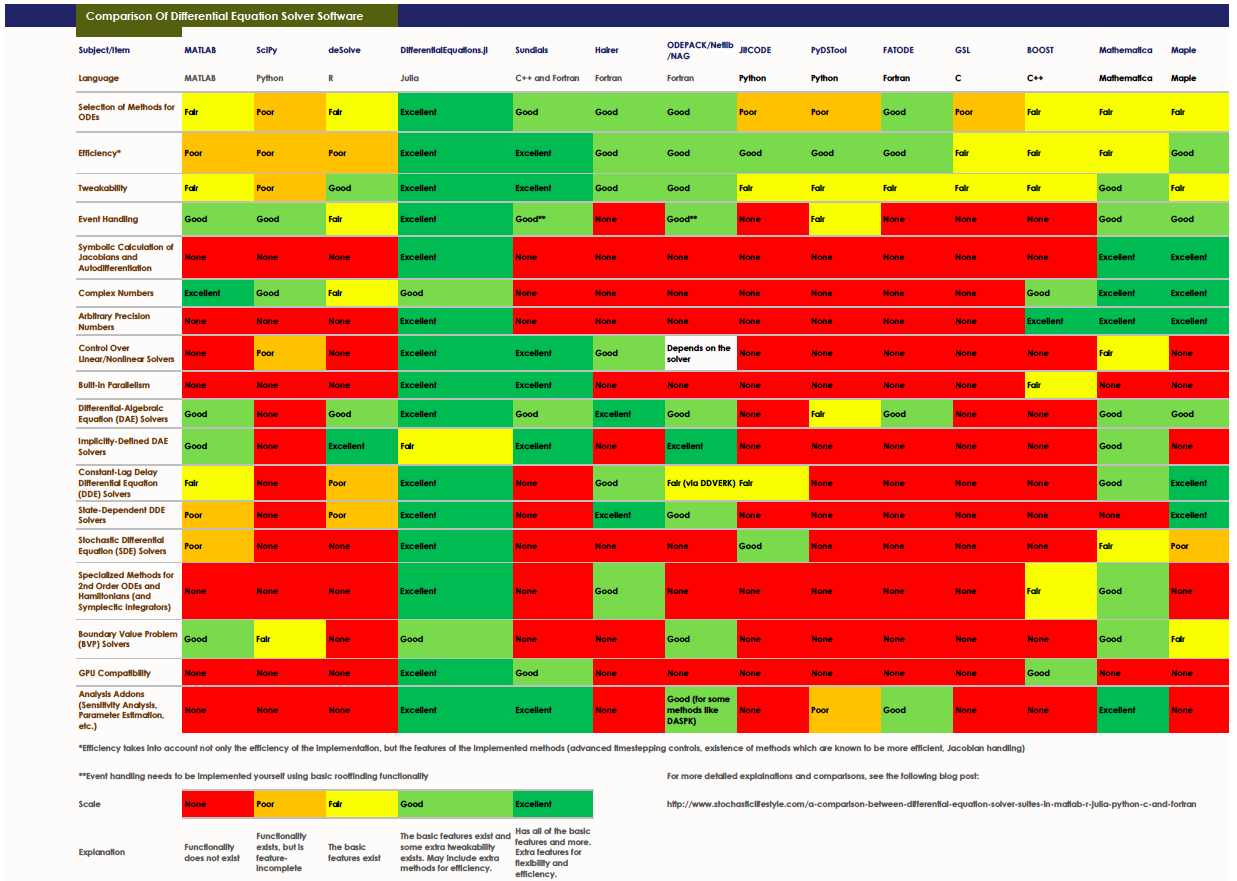 Comparison Of Differential Equation Solver Software
Subject/Item MATLAB SciPy deSolve DifferentialEquations.jl Sundials Hairer ODEPACK/Netlib /NAG JiTCODE PyDSTool FATODE GSL BOOST Mathematica Maple
Language MATLAB Python R Julia C++ and Fortran Fortran Fortran Python Python Fortran C C++ Mathematica Maple
Selection of Methods for ODEs Fair Poor Fair Excellent Good Good Good Poor Poor Good Poor Fair Fair Fair
Efficiency* Poor Poor Poor Excellent Excellent Good Good Good Good Good Fair Fair Fair Good
Tweakability Fair Poor Good Excellent Excellent Good Good Fair Fair Fair Fair Fair Good Fair
Event Handling Good Good Fair Excellent Good** None Good** None Fair None None None Good Good
Symbolic Calculation of Jacobians and Autodifferentiation None None None Excellent None None None None None None None None Excellent Excellent
Complex Numbers Excellent Good Fair Good None None None None None None None Good Excellent Excellent
Arbitrary Precision Numbers None None None Excellent None None None None None None None Excellent Excellent Excellent
Control Over Linear/Nonlinear Solvers None Poor None Excellent Excellent Good Depends on the solver None None None None None Fair None
Built-in Parallelism None None None Excellent Excellent None None None None None None Fair None None
Differential-Algebraic Equation (DAE) Solvers Good None Good Excellent Good Excellent Good None Fair Good None None Good Good
Implicitly-Defined DAE Solvers Good None Excellent Fair Excellent None Excellent None None None None None Good None
Constant-Lag Delay Differential Equation (DDE) Solvers Fair None Poor Excellent None Good Fair (via DDVERK) Fair None None None None Good Excellent
State-Dependent DDE Solvers Poor None Poor Excellent None Excellent Good None None None None None None Excellent
Stochastic Differential Equation (SDE) Solvers Poor None None Excellent None None None Good None None None None Fair Poor
Specialized Methods for 2nd Order ODEs and Hamiltonians (and Symplectic Integrators) None None None Excellent None Good None None None None None Fair Good None
Boundary Value Problem (BVP) Solvers Good Fair None Good None None Good None None None None None Good Fair
GPU Compatibility None None None Excellent Good None None None None None None Good None None
Analysis Addons (Sensitivity Analysis, Parameter Estimation, etc.) None None None Excellent Excellent None Good (for some methods like DASPK) None Poor Good None None Excellent None
*Efficiency takes into account not only the efficiency of the implementation, but the features of the implemented methods (advanced timestepping controls, existence of methods which are known to be more efficient, Jacobian handling)
**Event handling needs to be implemented yourself using basic rootfinding functionality
For more detailed explainations and comparisons, see the following blog post:
Scale None Poor Fair Good Excellent
http://www.stochasticlifestyle.com/a-comparison-between-differential-equation-solver-suites-in-matlab-r-julia-python-c-and-fortran
Explanation
Functionality does not exist
Functionality exists, but is feature-incomplete
The basic features exist
The basic features exist and some extra tweakability exists. May include extra methods for efficiency.
Has all of the basic features and more. Extra features for flexibility and efficiency.